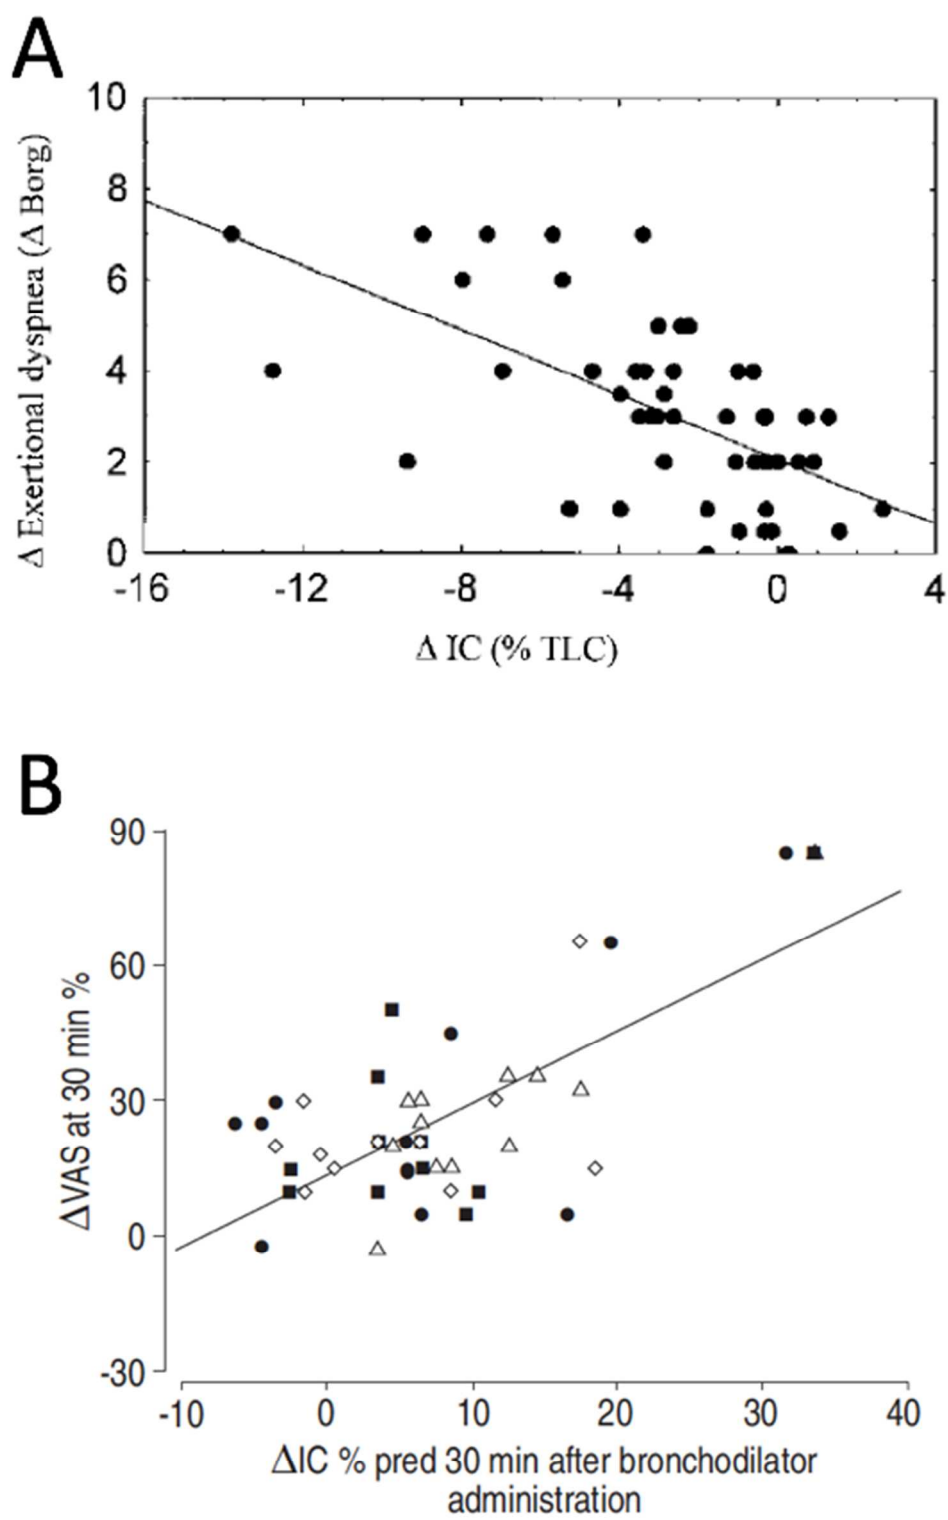 A
10
8
6
4
2
0
Δ Exertional dyspnea (Δ Borg)
-16 -12 -8 -4 0 4
Δ IC (% TLC)
B
90
60
30
0
-30
ΔVAS at 30 min %
-10 0 10 20 30 40
ΔIC % pred 30 min after bronchodilator
administration